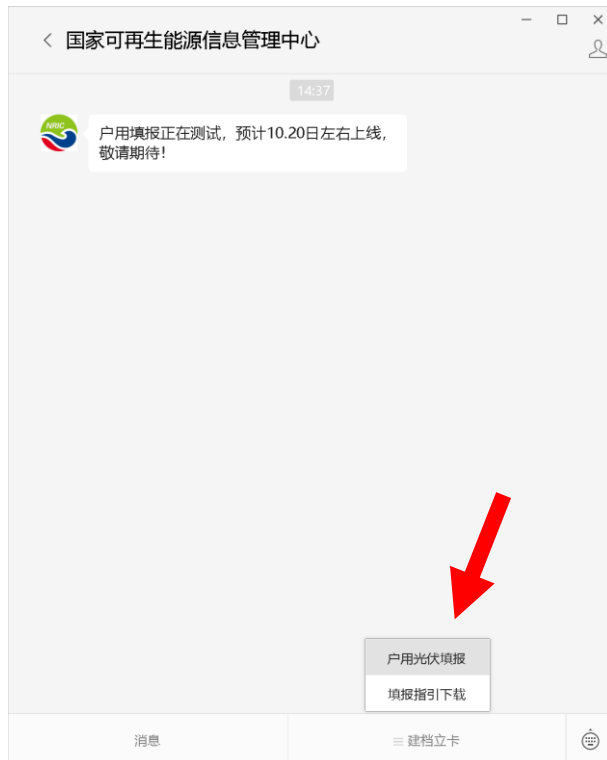 国家可再生能源信息管理中心
14:37
NRIC
户用填报正在测试，预计10.20日左右上线，
敬请期待！
户用光伏填报
填报指引下载
消息
建档立卡